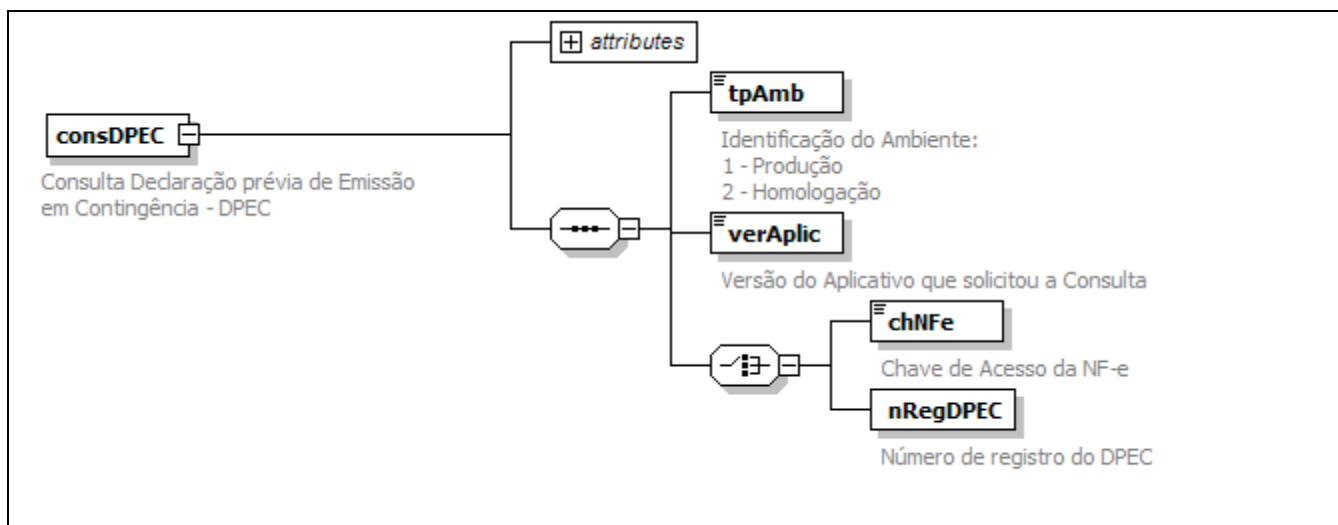 attributes
tpAmb
Identificação do Ambiente:
1 - Produção
2 - Homologação
consDPEC
Consulta Declaração prévia de Emissão
em Contingência - DPEC
verAplic
Versão do Aplicativo que solicitou a Consulta
chNFe
Chave de Acesso da NF-e
nRegDPEC
Número de registro do DPEC